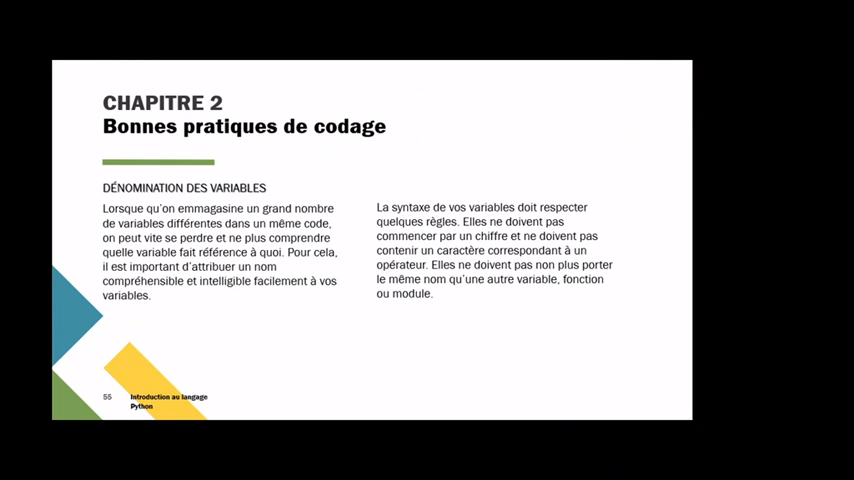 CHAPITRE 2
Bonnes pratiques de codage
DÉNOMINATION DES VARIABLES
Lorsque qu'on emmagasine un grand nombre
de variables différentes dans un même code,
on peut vite se perdre et ne plus comprendre
quelle variable fait référence à quoi. Pour cela,
il est important d'attribuer un nom
compréhensible et intelligible facilement à vos
variables.
La syntaxe de vos variables doit respecter
quelques règles. Elles ne doivent pas
commencer par un chiffre et ne doivent pas
contenir un caractère correspondant à un
opérateur. Elles ne doivent pas non plus porter
le même nom qu'une autre variable, fonction
ou module.
55
Introduction au langage
Python